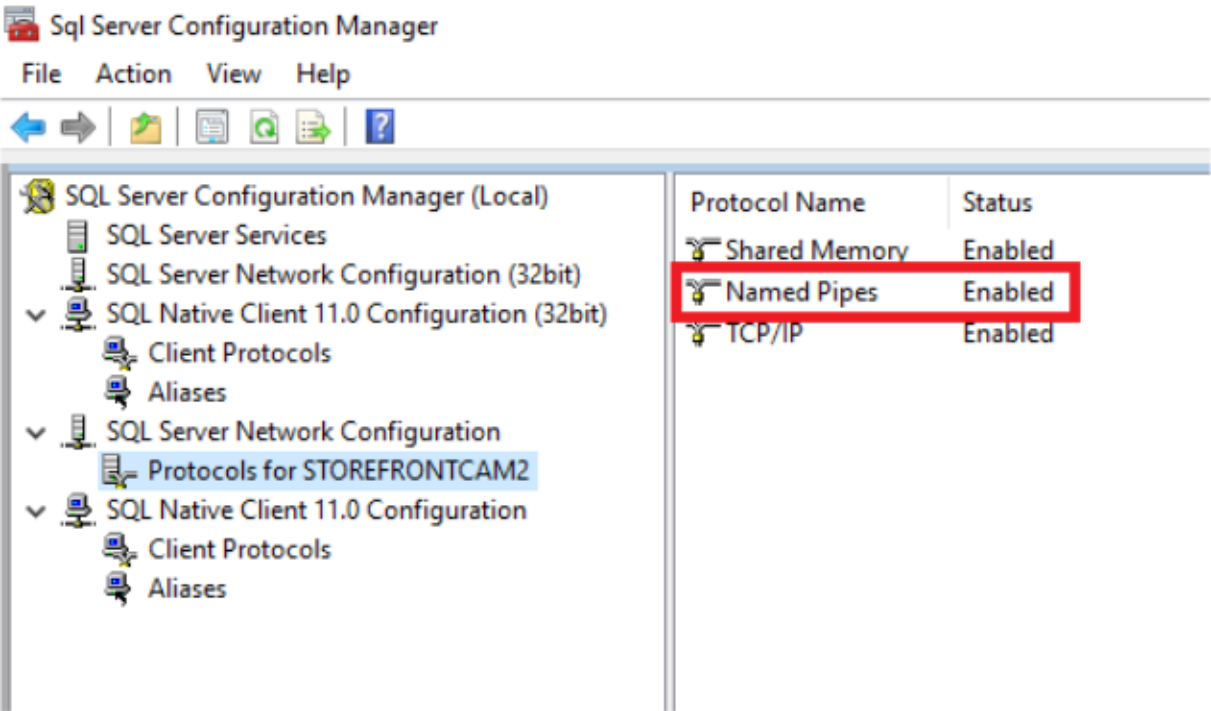 Sql Server Configuration Manager
File Action View Help
SQL Server Configuration Manager (Local)
SQL Server Services
SQL Server Network Configuration (32bit)
SQL Native Client 11.0 Configuration (32bit)
Client Protocols
Aliases
SQL Server Network Configuration
Protocols for STOREFRONTCAM2
SQL Native Client 11.0 Configuration
Client Protocols
Aliases
Protocol Name Status
Shared Memory Enabled
Named Pipes Enabled
TCP/IP Enabled